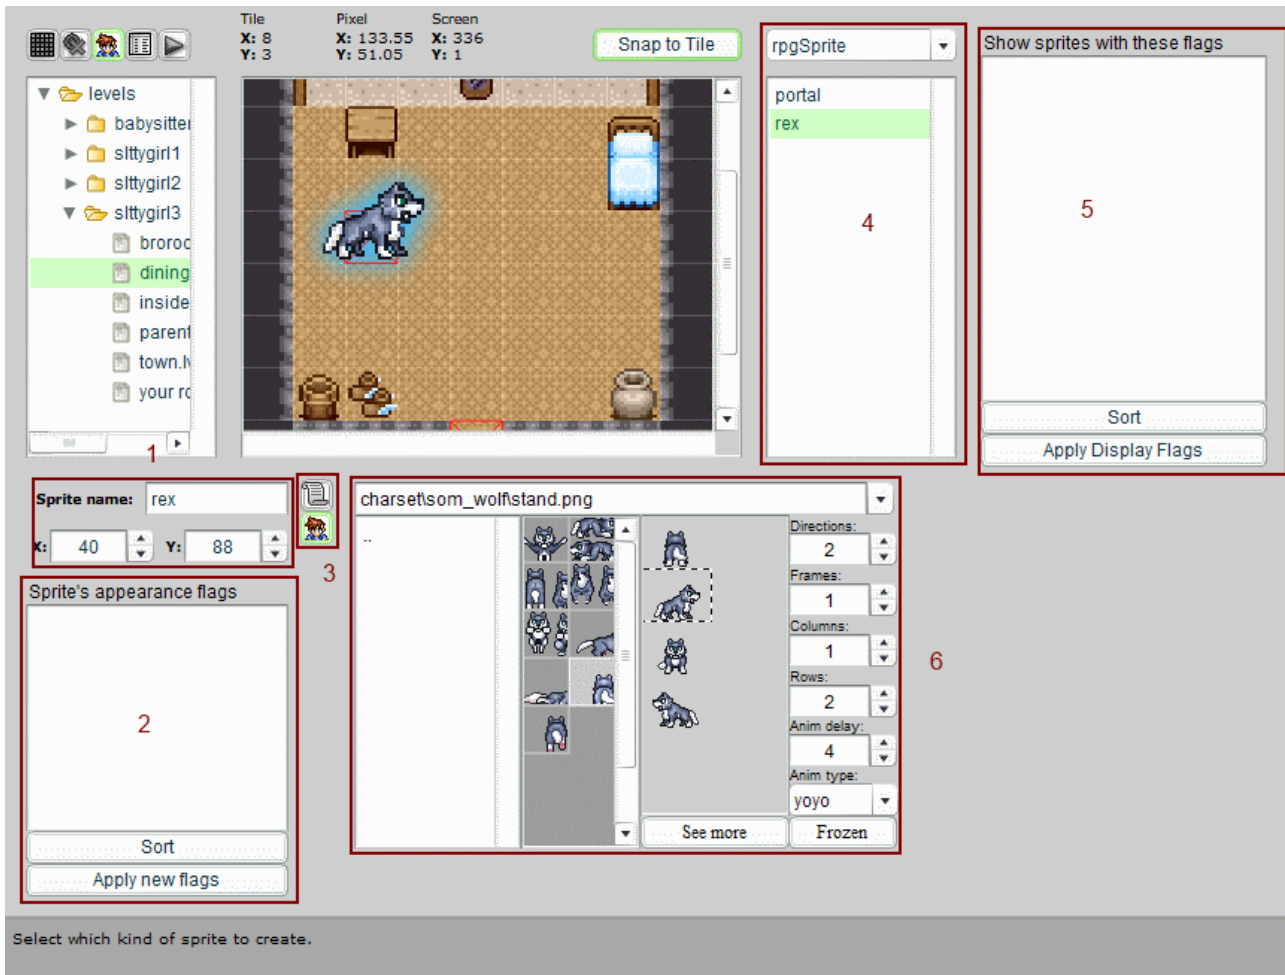 Tile
X: 8
Y: 3
Pixel
X: 133.55
Y: 51.05
Screen
X: 336
Y: 1
Snap to Tile
rpgSprite
portal
rex
4
Show sprites with these flags
5
Sort
Apply Display Flags
levels
babysitter
slttygirl1
slttygirl2
slttygirl3
broroo
dining
inside
parent
town.lv
your ro
1
Sprite name: rex
X: 40 Y: 88
3
Sprite's appearance flags
2
Sort
Apply new flags
charset\som_wolf\stand.png
..
See more
Directions:
2
Frames:
1
Columns:
1
Rows:
2
Anim delay:
4
Anim type:
yoyo
Frozen
6
Select which kind of sprite to create.